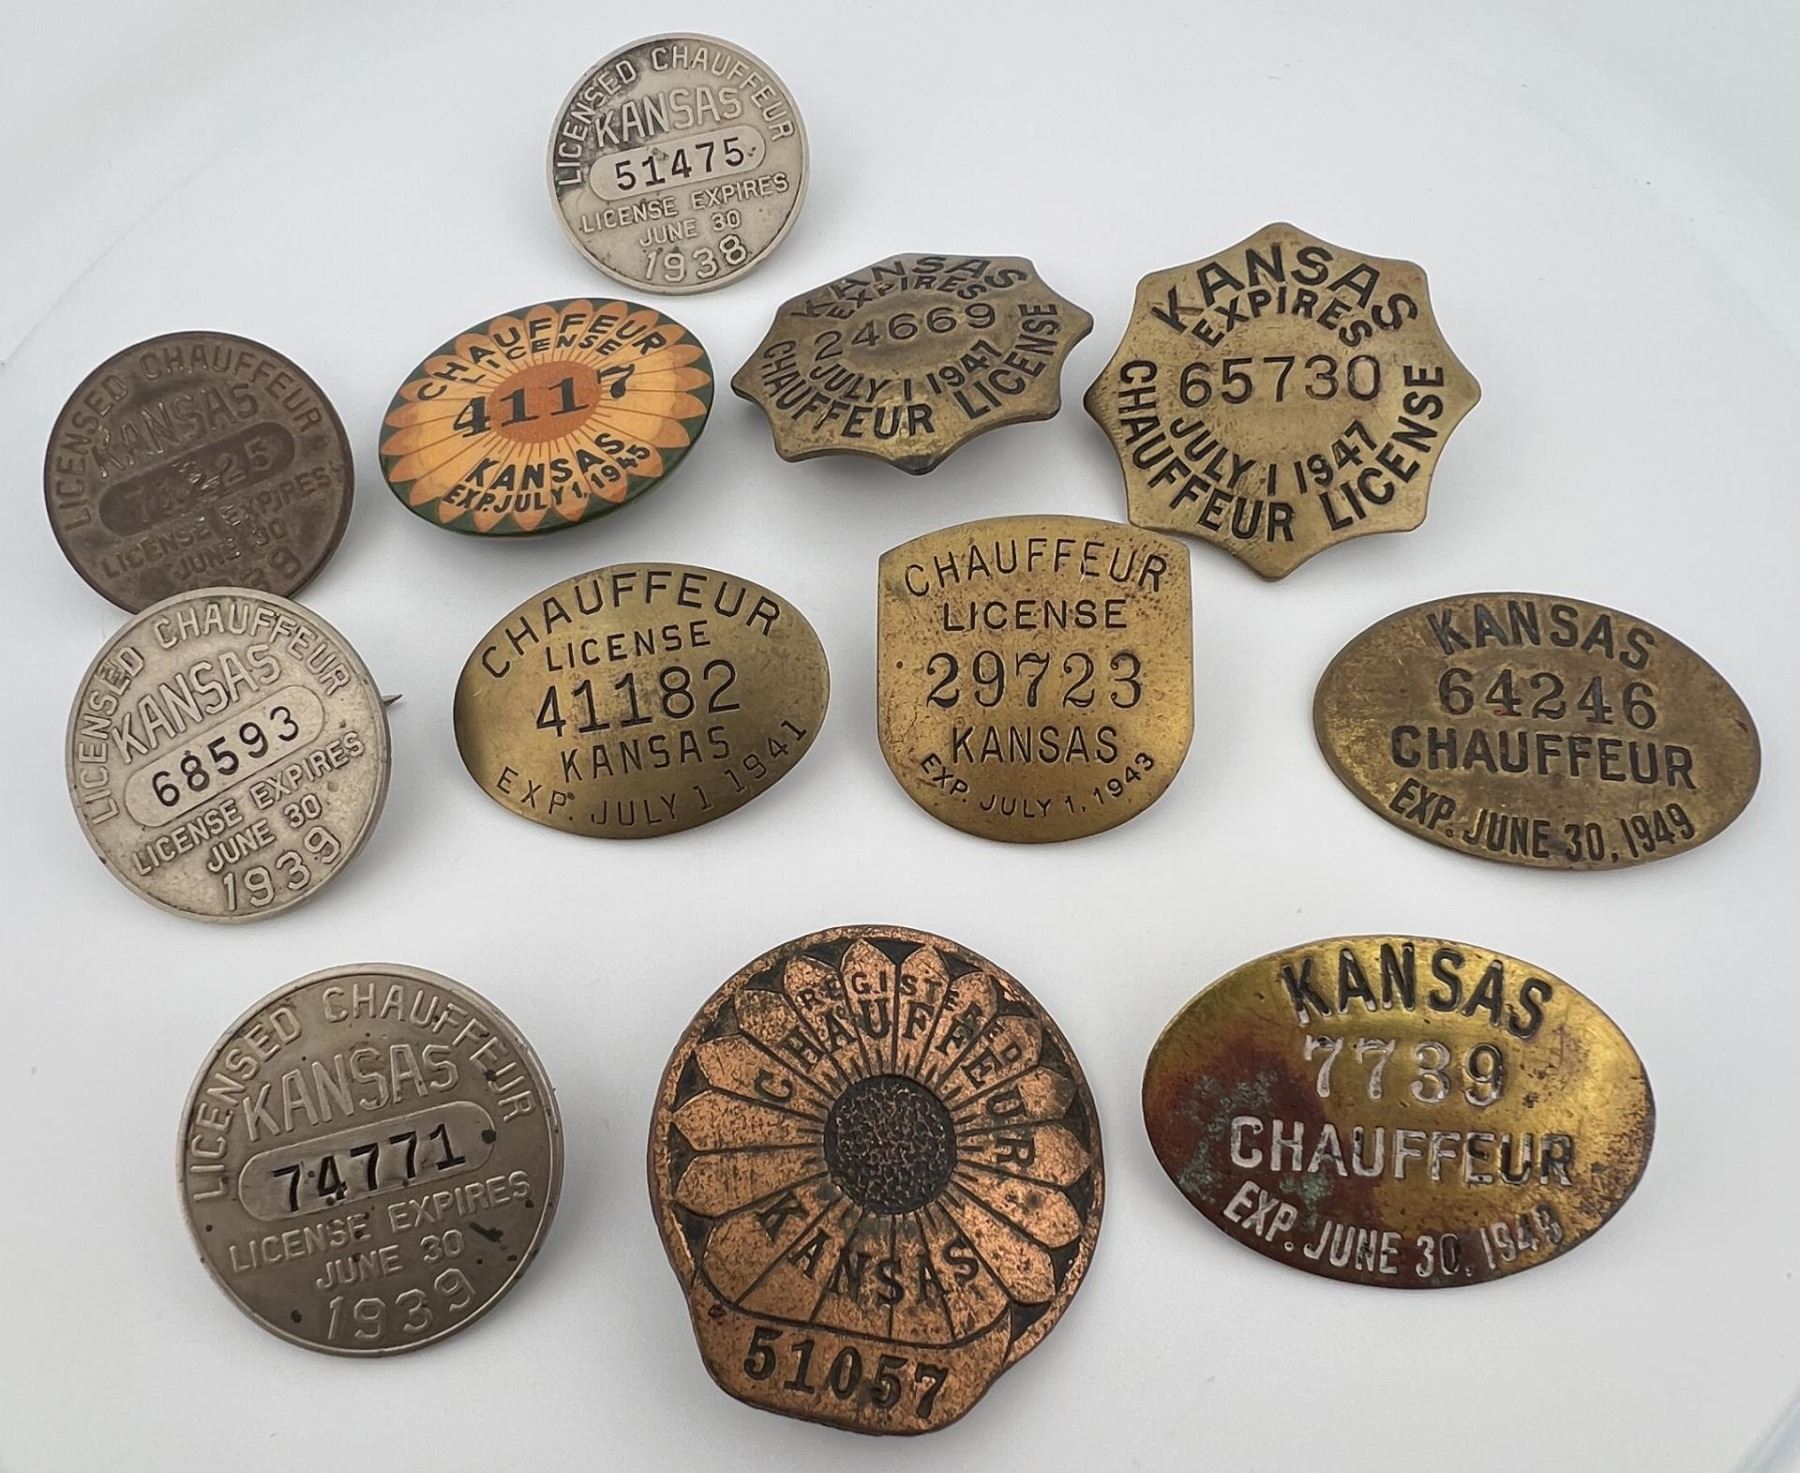 LICENSED CHAUFFEUR
KANSAS
51475
LICENSE EXPIRES
JUNE 30
1938
LICENSED CHAUFFEUR
KANSAS
LICENSE EXPIRES
JUNE 30
CHAUFFEUR
LICENSE
4117
KANSAS
EXP. JULY 1, 1945
KANSAS
EXPIRES
24669
JULY 1 1947
CHAUFFEUR LICENSE
KANSAS
EXPIRES
65730
JULY 1 1947
CHAUFFEUR LICENSE
LICENSED CHAUFFEUR
KANSAS
68593
LICENSE EXPIRES
JUNE 30
1939
CHAUFFEUR
LICENSE
41182
KANSAS
EXP. JULY 1 1941
CHAUFFEUR
LICENSE
29723
KANSAS
EXP. JULY 1, 1943
KANSAS
64246
CHAUFFEUR
EXP. JUNE 30, 1949
LICENSED CHAUFFEUR
KANSAS
74771
LICENSE EXPIRES
JUNE 30
1939
REGISTERED
CHAUFFEUR
KANSAS
51057
KANSAS
7739
CHAUFFEUR
EXP. JUNE 30, 1949